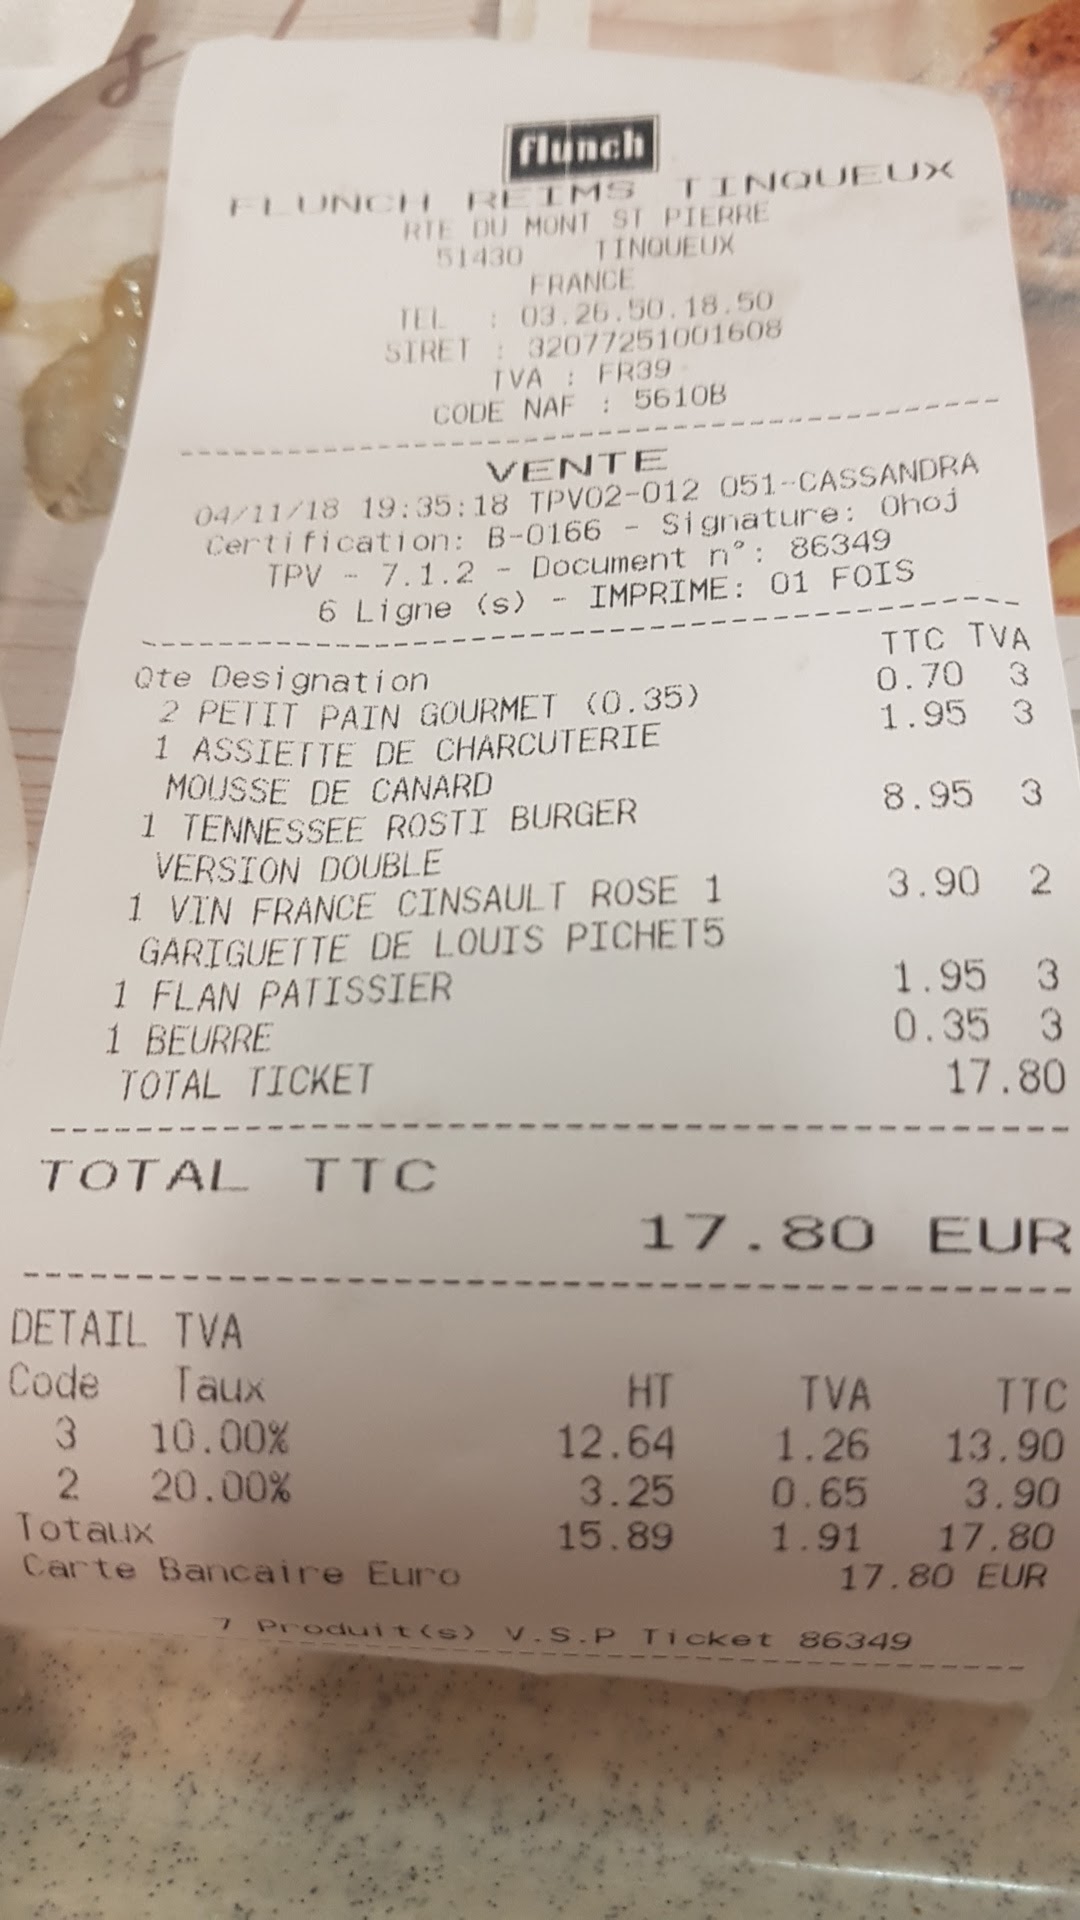 flunch
FLUNCH REIMS TINQUEUX
RTE DU MONT ST PIERRE
51430 TINQUEUX
FRANCE
TEL : 03.26.50.18.50
SIRET : 32077251001608
TVA : FR39
CODE NAF : 5610B
VENTE
04/11/18 19:35:18 TPV02-012 051-CASSANDRA
Certification: B-0166 - Signature: Ohoj
TPV - 7.1.2 - Document n°: 86349
6 Ligne (s) - IMPRIME: 01 FOIS
Qte Designation TTC TVA
2 PETIT PAIN GOURMET (0.35) 0.70 3
1 ASSIETTE DE CHARCUTERIE 1.95 3
MOUSSE DE CANARD
1 TENNESSEE ROSTI BURGER 8.95 3
VERSION DOUBLE
1 VIN FRANCE CINSAULT ROSE 1 3.90 2
GARIGUETTE DE LOUIS PICHET5
1 FLAN PATISSIER 1.95 3
1 BEURRE 0.35 3
TOTAL TICKET 17.80
TOTAL TTC
17.80 EUR
DETAIL TVA
Code Taux HT TVA TTC
3 10.00% 12.64 1.26 13.90
2 20.00% 3.25 0.65 3.90
Totaux 15.89 1.91 17.80
Carte Bancaire Euro 17.80 EUR
7 Produit(s) V.S.P Ticket 86349